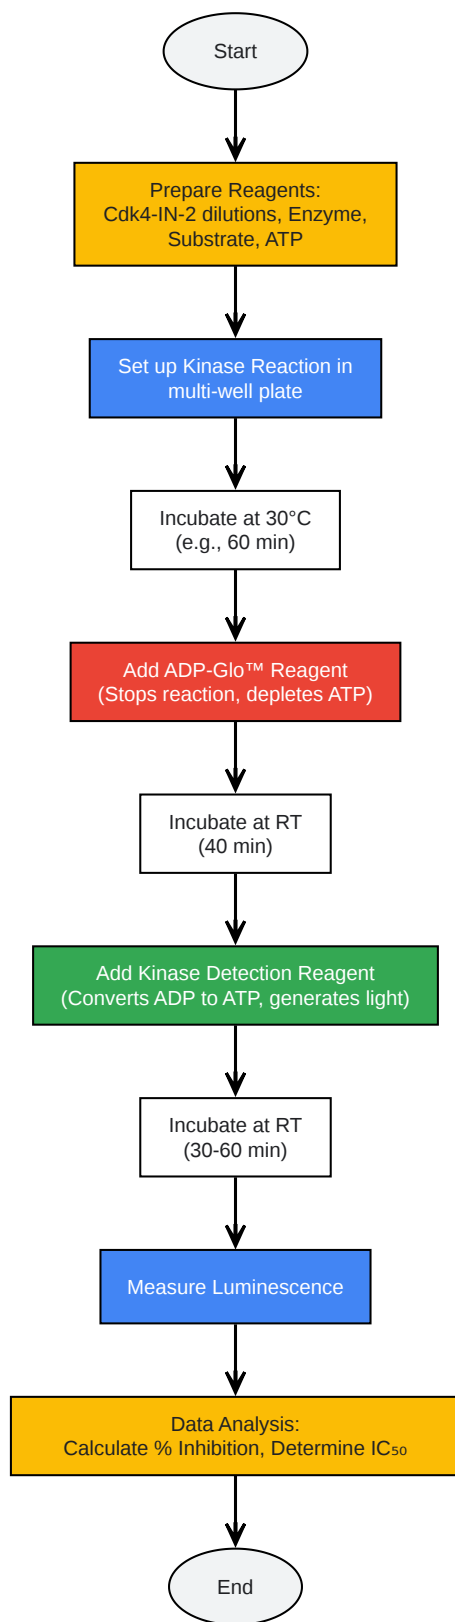 Start
Prepare Reagents:
Cdk4-IN-2 dilutions, Enzyme,
Substrate, ATP
Set up Kinase Reaction in
multi-well plate
Incubate at 30°C
(e.g., 60 min)
Add ADP-Glo™ Reagent
(Stops reaction, depletes ATP)
Incubate at RT
(40 min)
Add Kinase Detection Reagent
(Converts ADP to ATP, generates light)
Incubate at RT
(30-60 min)
Measure Luminescence
Data Analysis:
Calculate % Inhibition, Determine IC₅₀
End